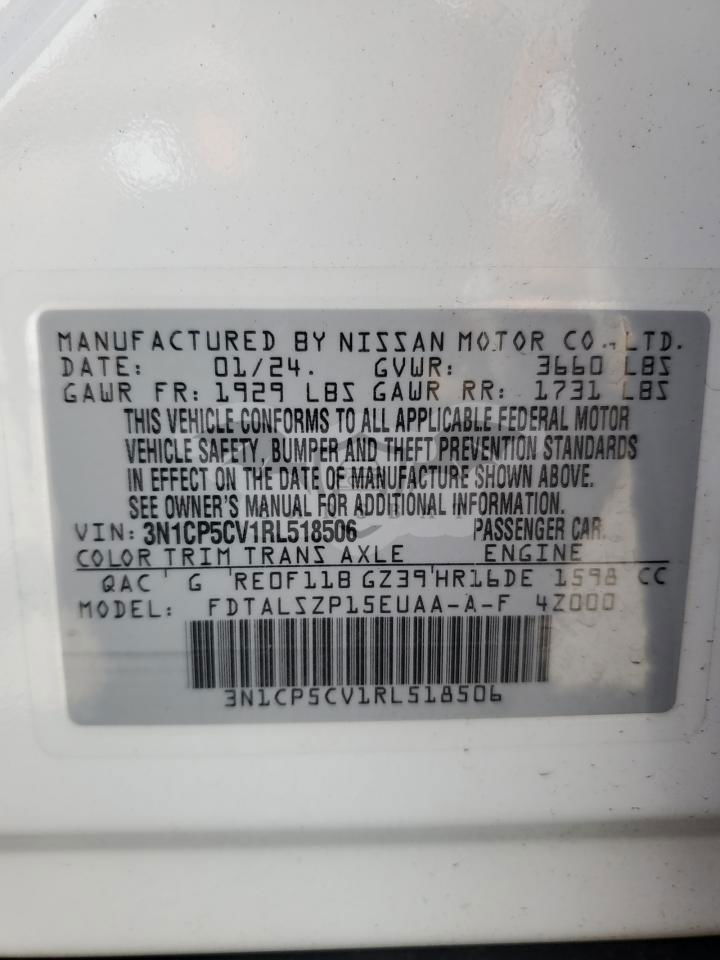 MANUFACTURED BY NISSAN MOTOR CO., LTD.
DATE: 01/24. GVWR: 3660 LBS
GAWR FR: 1929 LBS GAWR RR: 1731 LBS
THIS VEHICLE CONFORMS TO ALL APPLICABLE FEDERAL MOTOR
VEHICLE SAFETY, BUMPER AND THEFT PREVENTION STANDARDS
IN EFFECT ON THE DATE OF MANUFACTURE SHOWN ABOVE.
SEE OWNER'S MANUAL FOR ADDITIONAL INFORMATION.
VIN: 3N1CP5CV1RL518506 PASSENGER CAR.
COLOR TRIM TRANS AXLE ENGINE
QAC G RE0F11B GZ39 HR16DE 1598 CC
MODEL: FDTALSZP15EUAA-A-F 4Z000
3N1CP5CV1RL518506